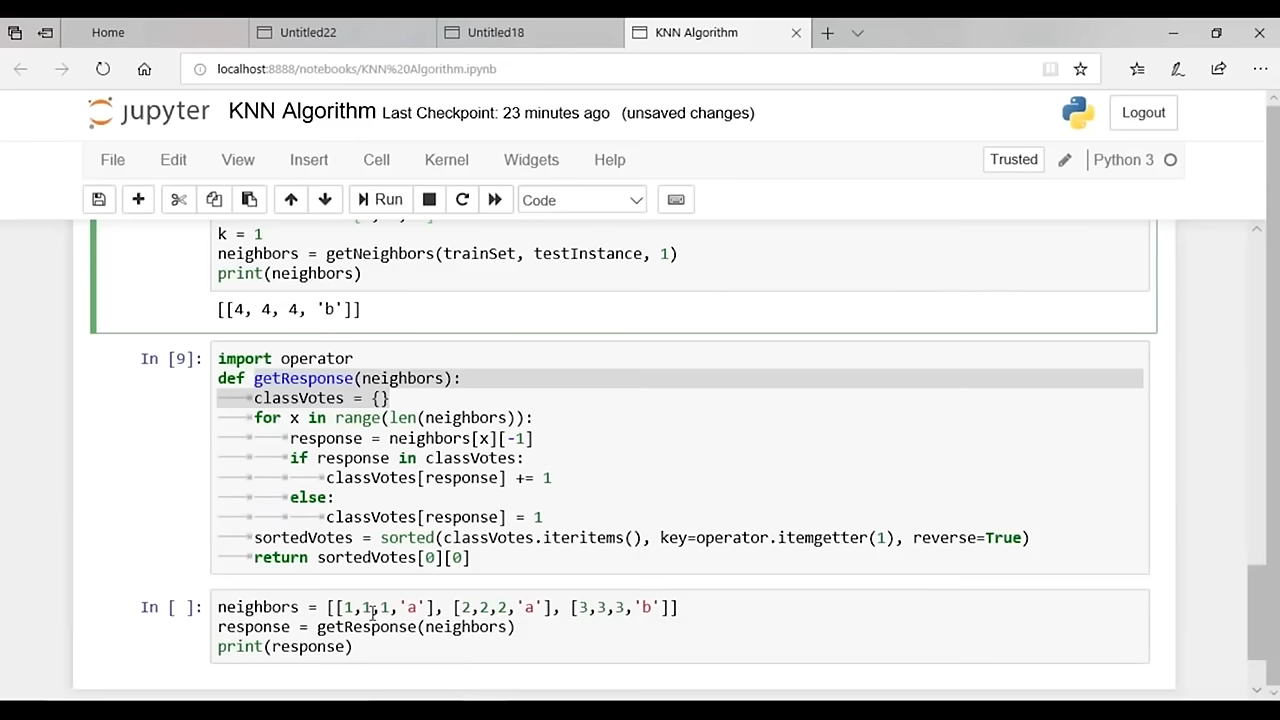 Home
Untitled22
Untitled18
KNN Algorithm
localhost:8888/notebooks/KNN%20Algorithm.ipynb
jupyter KNN Algorithm Last Checkpoint: 23 minutes ago (unsaved changes)
Logout
File Edit View Insert Cell Kernel Widgets Help
Trusted
Python 3
Run
Code
k = 1
neighbors = getNeighbors(trainSet, testInstance, 1)
print(neighbors)
[[4, 4, 4, 'b']]
In [9]:
import operator
def getResponse(neighbors):
classVotes = {}
for x in range(len(neighbors)):
response = neighbors[x][-1]
if response in classVotes:
classVotes[response] += 1
else:
classVotes[response] = 1
sortedVotes = sorted(classVotes.iteritems(), key=operator.itemgetter(1), reverse=True)
return sortedVotes[0][0]
In [ ]:
neighbors = [[1,1,1,'a'], [2,2,2,'a'], [3,3,3,'b']]
response = getResponse(neighbors)
print(response)